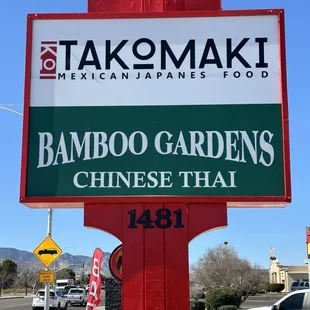 KOI
TAKOMAKI
MEXICAN JAPANES FOOD
BAMBOO GARDENS
CHINESE THAI
1481